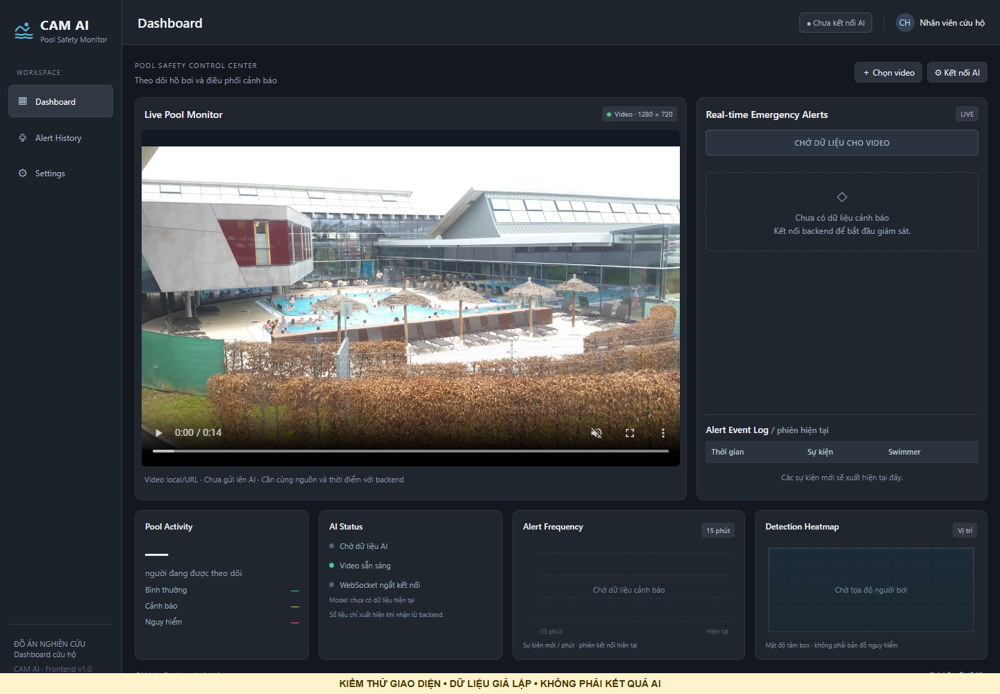 CAM AI
Pool Safety Monitor
WORKSPACE
Dashboard
Alert History
Settings
ĐỒ ÁN NGHIÊN CỨU
Dashboard cứu hộ
CAM AI · Frontend v1.0
Dashboard
Chưa kết nối AI
CH
Nhân viên cứu hộ
POOL SAFETY CONTROL CENTER
Theo dõi hồ bơi và điều phối cảnh báo
+ Chọn video
Kết nối AI
Live Pool Monitor
Video · 1280 × 720
0:00 / 0:14
Video local/URL · Chưa gửi lên AI · Cần cùng nguồn và thời điểm với backend
Real-time Emergency Alerts
LIVE
CHỜ DỮ LIỆU CHO VIDEO
Chưa có dữ liệu cảnh báo
Kết nối backend để bắt đầu giám sát.
Alert Event Log / phiên hiện tại
Thời gian Sự kiện Swimmer
Các sự kiện mới sẽ xuất hiện tại đây.
Pool Activity
—
người đang được theo dõi
Bình thường —
Cảnh báo —
Nguy hiểm —
AI Status
Chờ dữ liệu AI
Video sẵn sàng
WebSocket ngắt kết nối
Model: chưa có dữ liệu hiện tại
Số liệu chỉ xuất hiện khi nhận từ backend.
Alert Frequency
15 phút
Chờ dữ liệu cảnh báo
-15 phút Hiện tại
Sự kiện mới / phút · phiên kết nối hiện tại
Detection Heatmap
Vị trí
Chờ tọa độ người bơi
Mật độ tâm box · không phải bản đồ nguy hiểm
KIỂM THỬ GIAO DIỆN • DỮ LIỆU GIẢ LẬP • KHÔNG PHẢI KẾT QUẢ AI